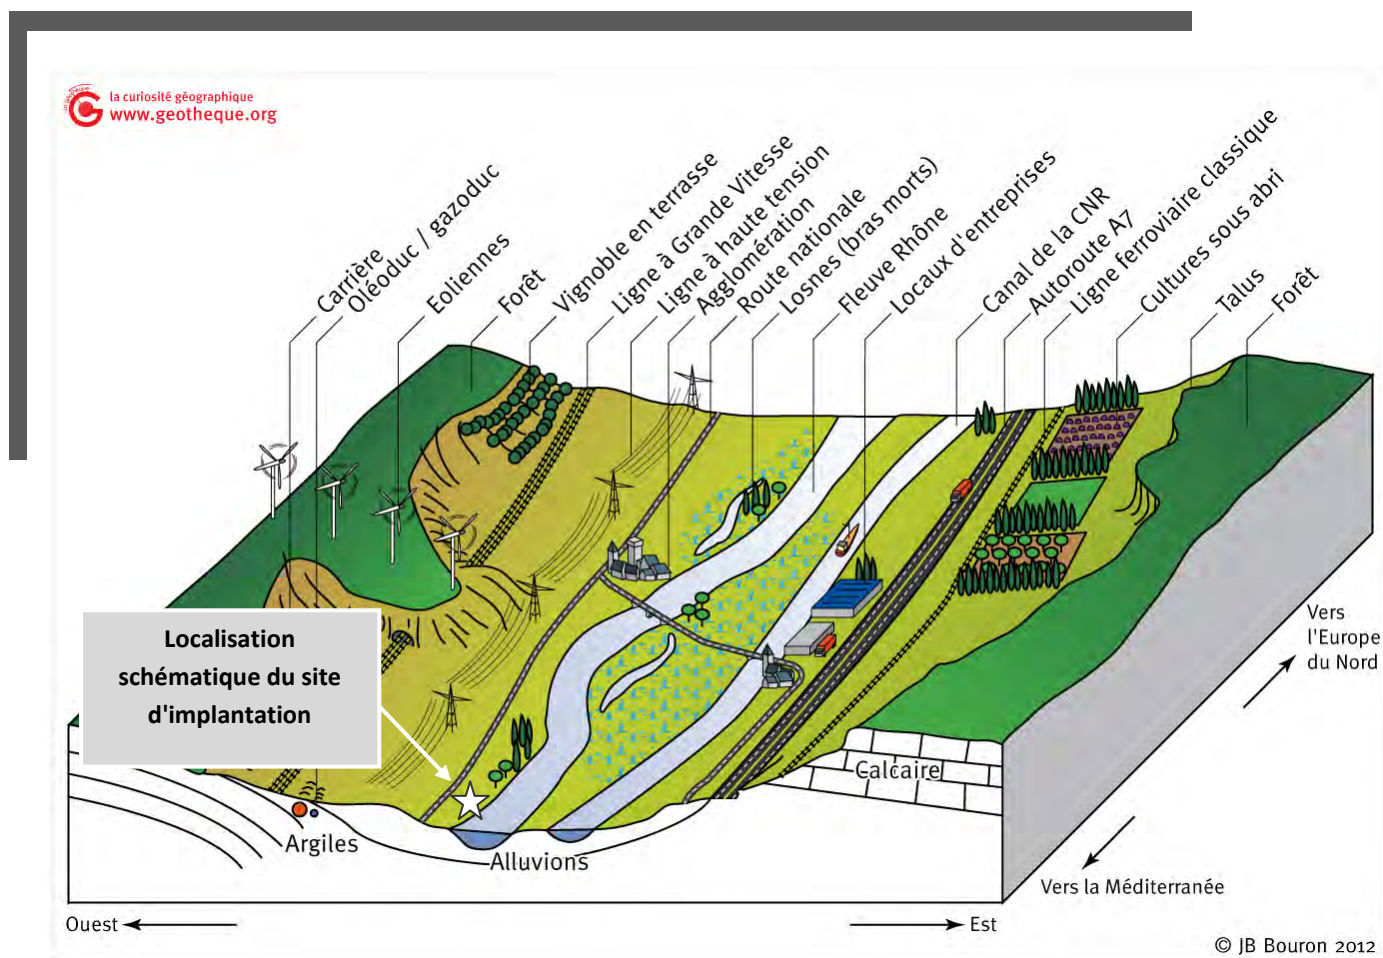 la curiosité géographique
www.geotheque.org
Carrière
Oléoduc / gazoduc
Eoliennes
Forêt
Vignoble en terrasse
Ligne à Grande Vitesse
Ligne à haute tension
Agglomération
Route nationale
Losnes (bras morts)
Fleuve Rhône
Locaux d'entreprises
Canal de la CNR
Autoroute A7
Ligne ferroviaire classique
Cultures sous abri
Talus
Forêt
Localisation
schématique du site
d'implantation
Vers
l'Europe
du Nord
Calcaire
Argiles
Alluvions
Vers la Méditerranée
Ouest
Est
© JB Bouron 2012